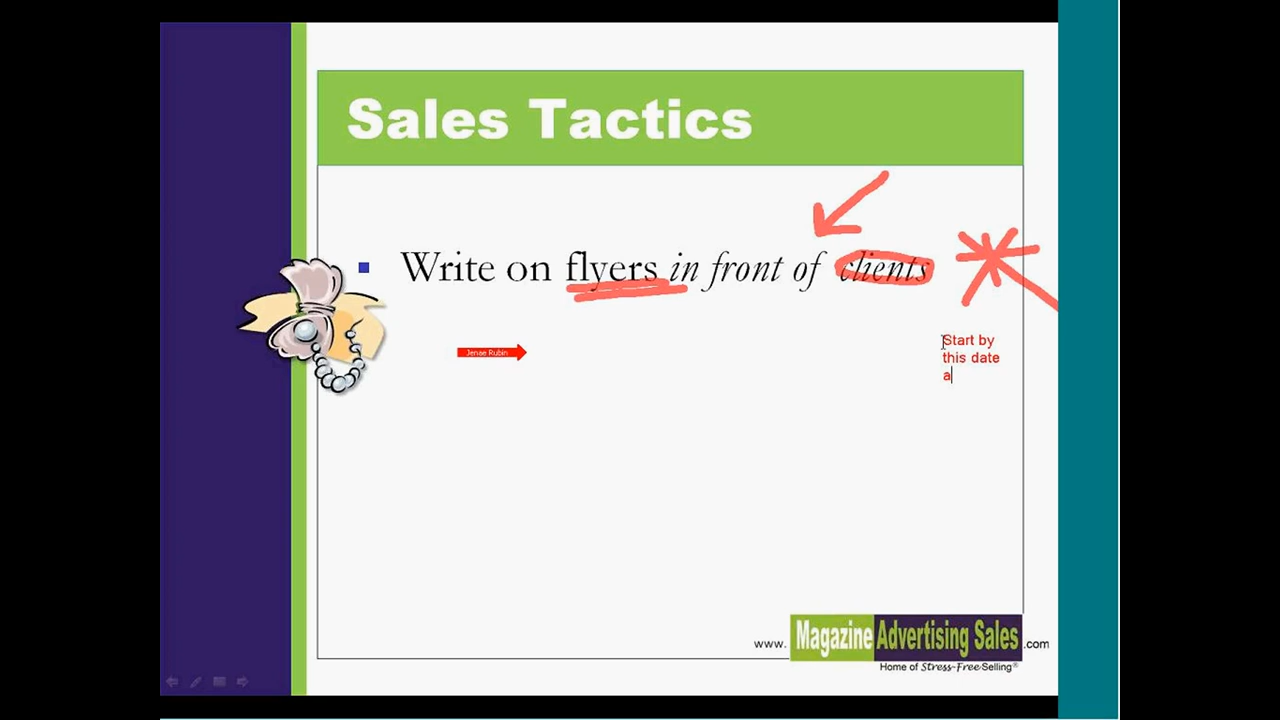 Sales Tactics
Write on flyers in front of clients
Jenae Rubin
Start by
this date
a
www. Magazine Advertising Sales .com
Home of Stress-Free Selling®